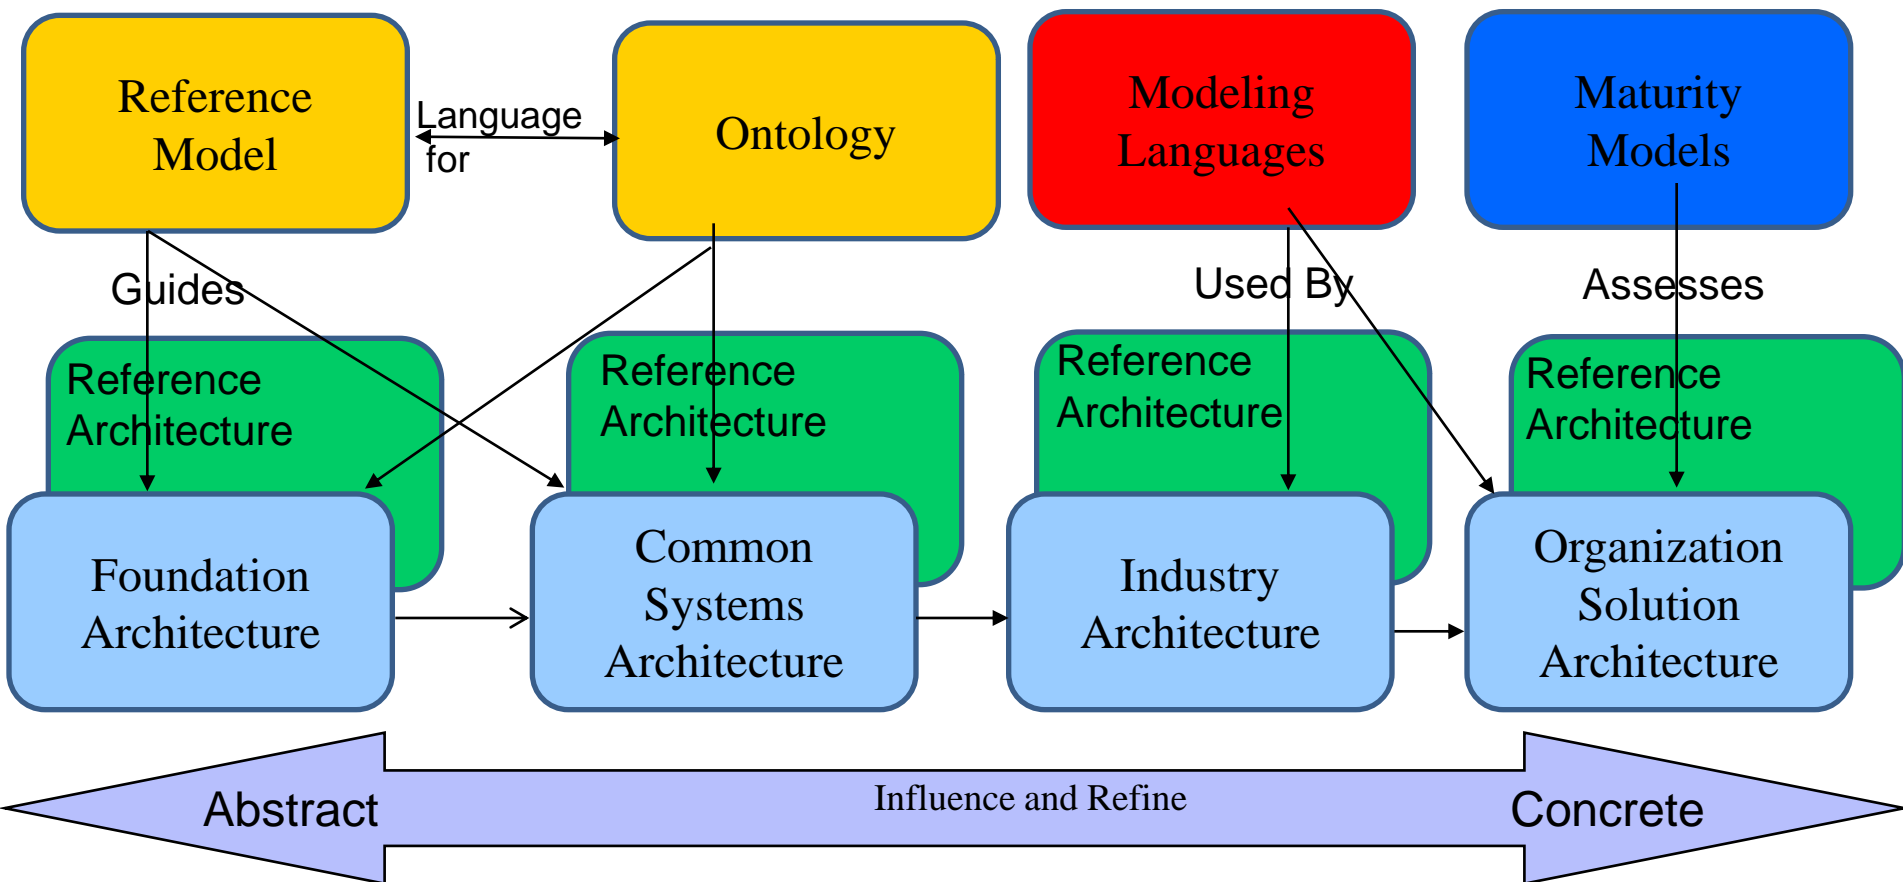 Reference
Model
Language
for
Ontology
Modeling
Languages
Maturity
Models
Guides
Used By
Assesses
Reference
Architecture
Reference
Architecture
Reference
Architecture
Reference
Architecture
Foundation
Architecture
Common
Systems
Architecture
Industry
Architecture
Organization
Solution
Architecture
Abstract
Influence and Refine
Concrete